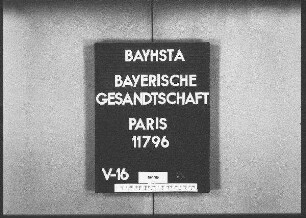 BAYHSTA
BAYERISCHE
GESANDTSCHAFT
PARIS
11796
V-16